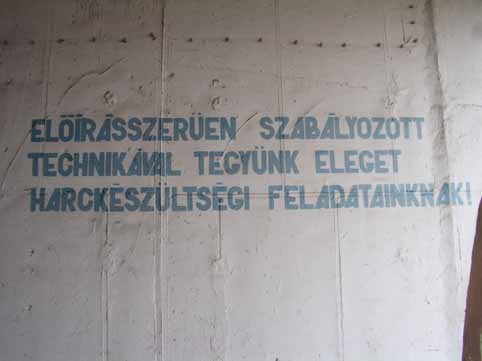 ELŐÍRÁSSZERŰEN SZABÁLYOZOTT
TECHNIKÁVAL TEGYÜNK ELEGET
HARCKÉSZÜLTSÉGI FELADATAINKNAK!